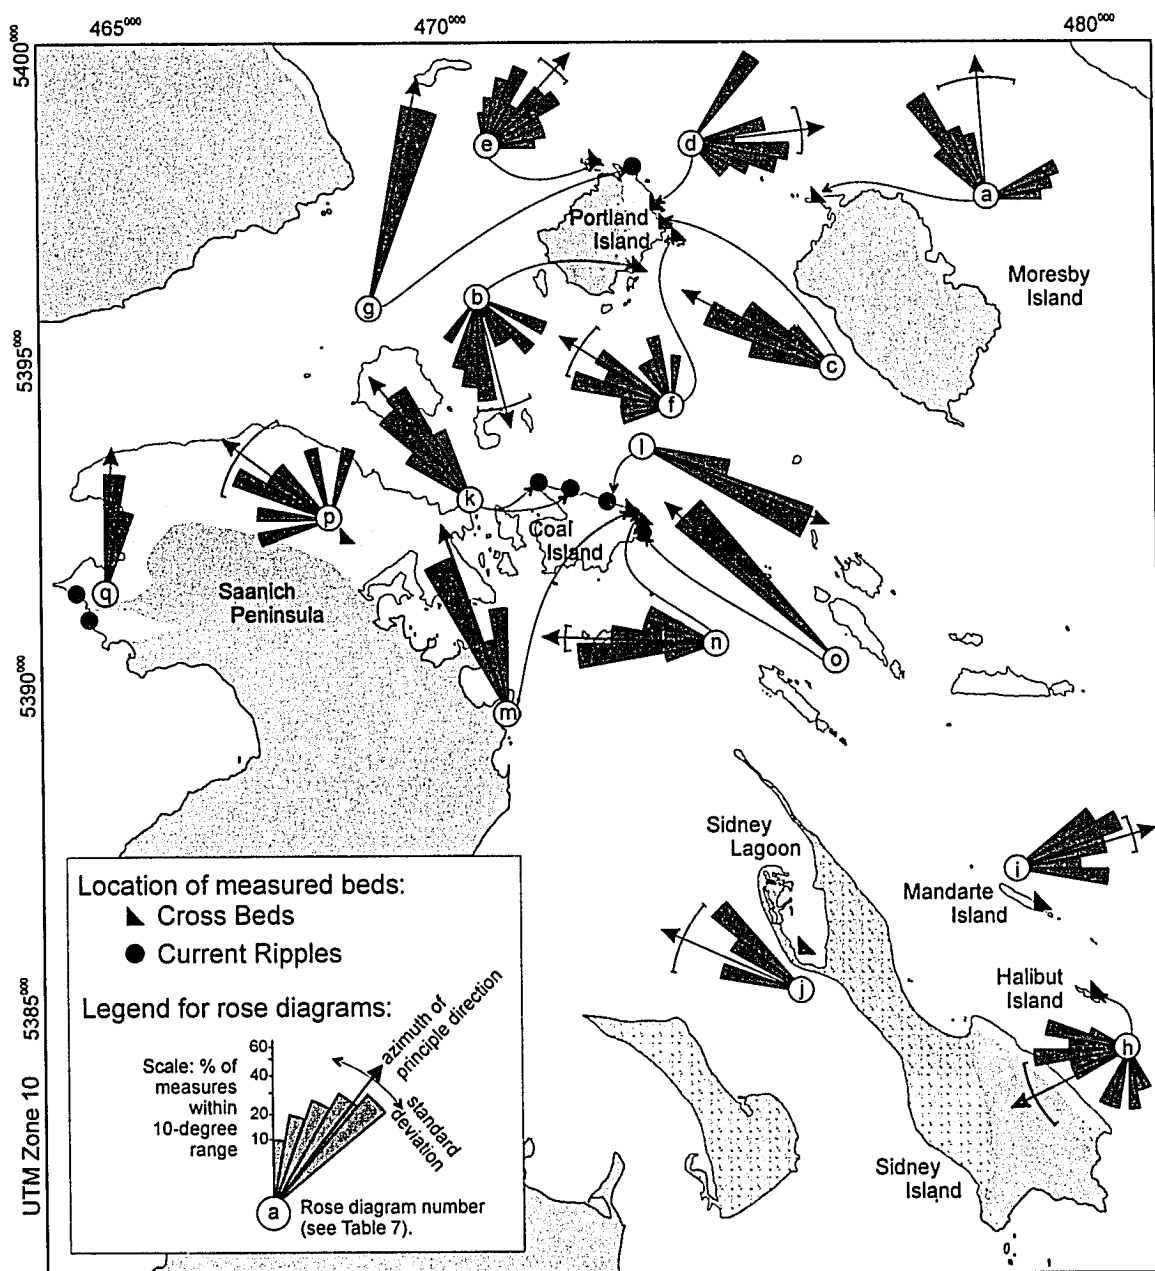 465⁰⁰⁰ 470⁰⁰⁰ 480⁰⁰⁰
5400⁰⁰⁰
e
d
a
Portland
Island
Moresby
Island
g
b
c
5395⁰⁰⁰
f
l
k
p
Coal
Island
q
Saanich
Peninsula
n
o
5390⁰⁰⁰
m
Sidney
Lagoon
i
Mandarte
Island
j
Halibut
Island
h
5385⁰⁰⁰
Sidney
Island
UTM Zone 10
Location of measured beds:
Cross Beds
Current Ripples
Legend for rose diagrams:
azimuth of
principle direction
standard
deviation
Scale: % of
measures
within
10-degree
range
60
40
20
10
a
Rose diagram number
(see Table 7).